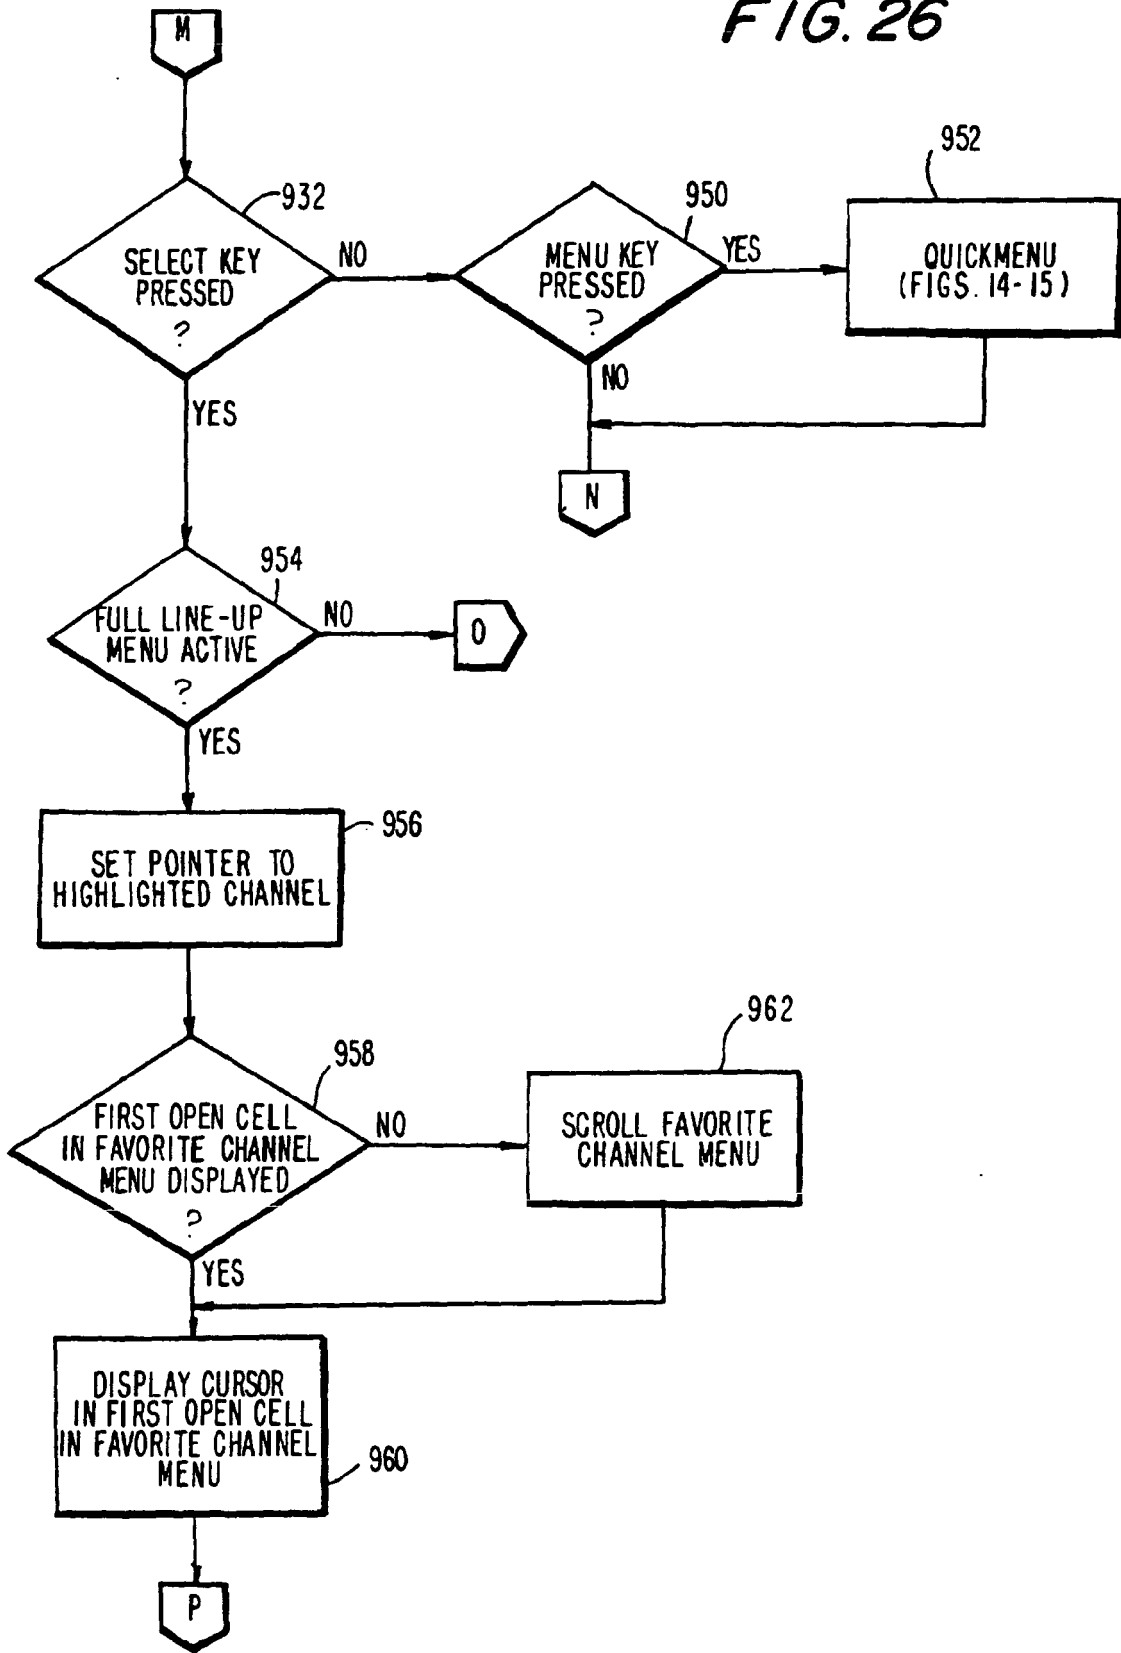 FIG. 26
M
932
SELECT KEY
PRESSED
?
NO
YES
950
MENU KEY
PRESSED
?
YES
NO
952
QUICKMENU
(FIGS. 14-15)
N
954
FULL LINE-UP
MENU ACTIVE
?
NO
O
YES
956
SET POINTER TO
HIGHLIGHTED CHANNEL
958
FIRST OPEN CELL
IN FAVORITE CHANNEL
MENU DISPLAYED
?
NO
YES
962
SCROLL FAVORITE
CHANNEL MENU
DISPLAY CURSOR
IN FIRST OPEN CELL
IN FAVORITE CHANNEL
MENU
960
P